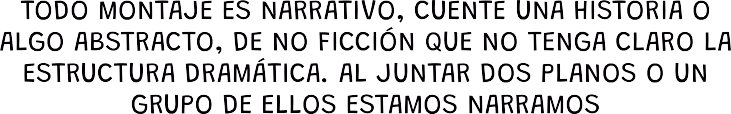 TODO MONTAJE ES NARRATIVO, CUENTE UNA HISTORIA O
ALGO ABSTRACTO, DE NO FICCIÓN QUE NO TENGA CLARO LA
ESTRUCTURA DRAMÁTICA. AL JUNTAR DOS PLANOS O UN
GRUPO DE ELLOS ESTAMOS NARRAMOS